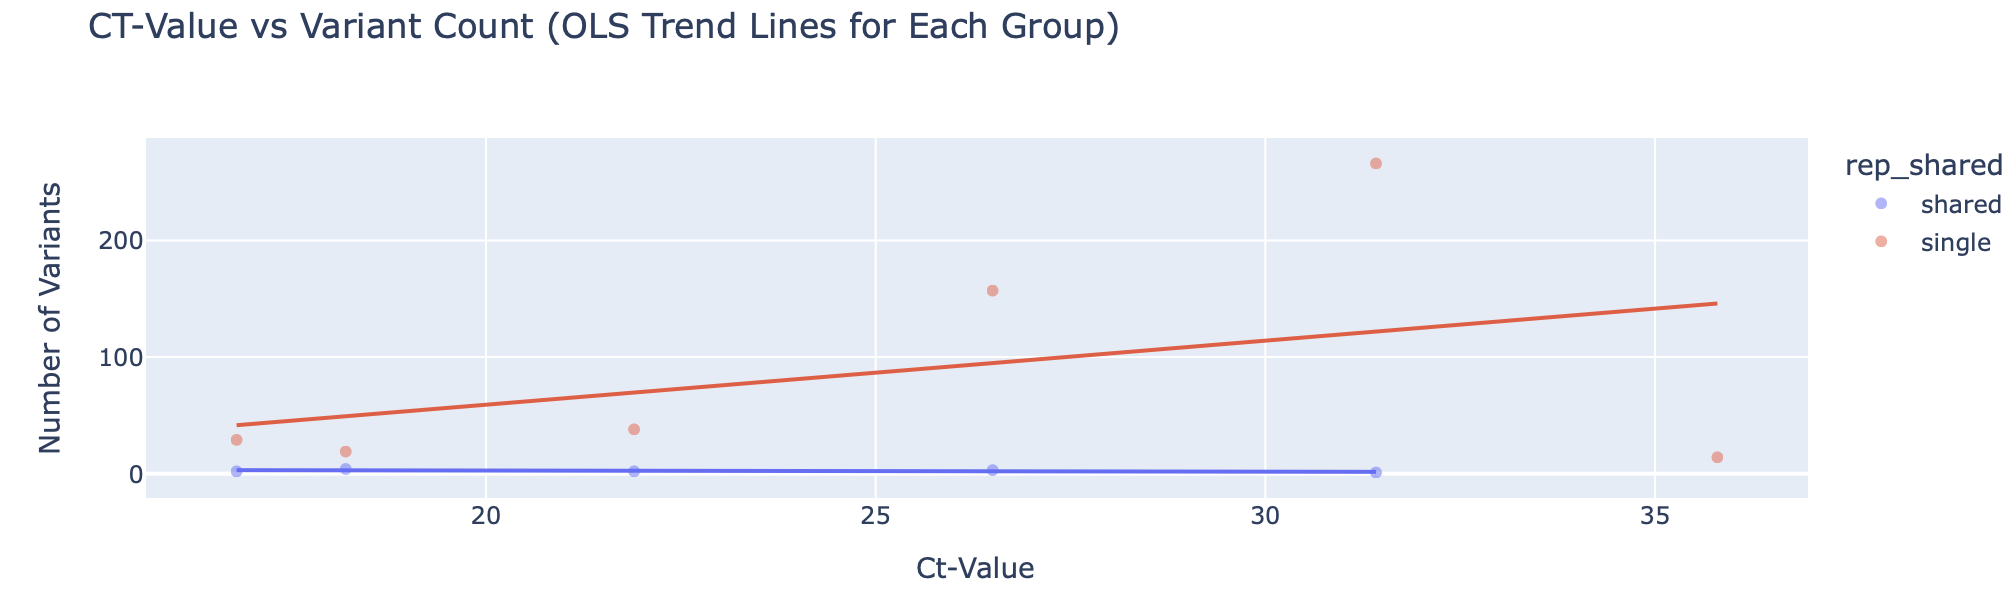 CT-Value vs Variant Count (OLS Trend Lines for Each Group)
rep_shared
shared
single
Number of Variants
200
100
0
20
25
30
35
Ct-Value